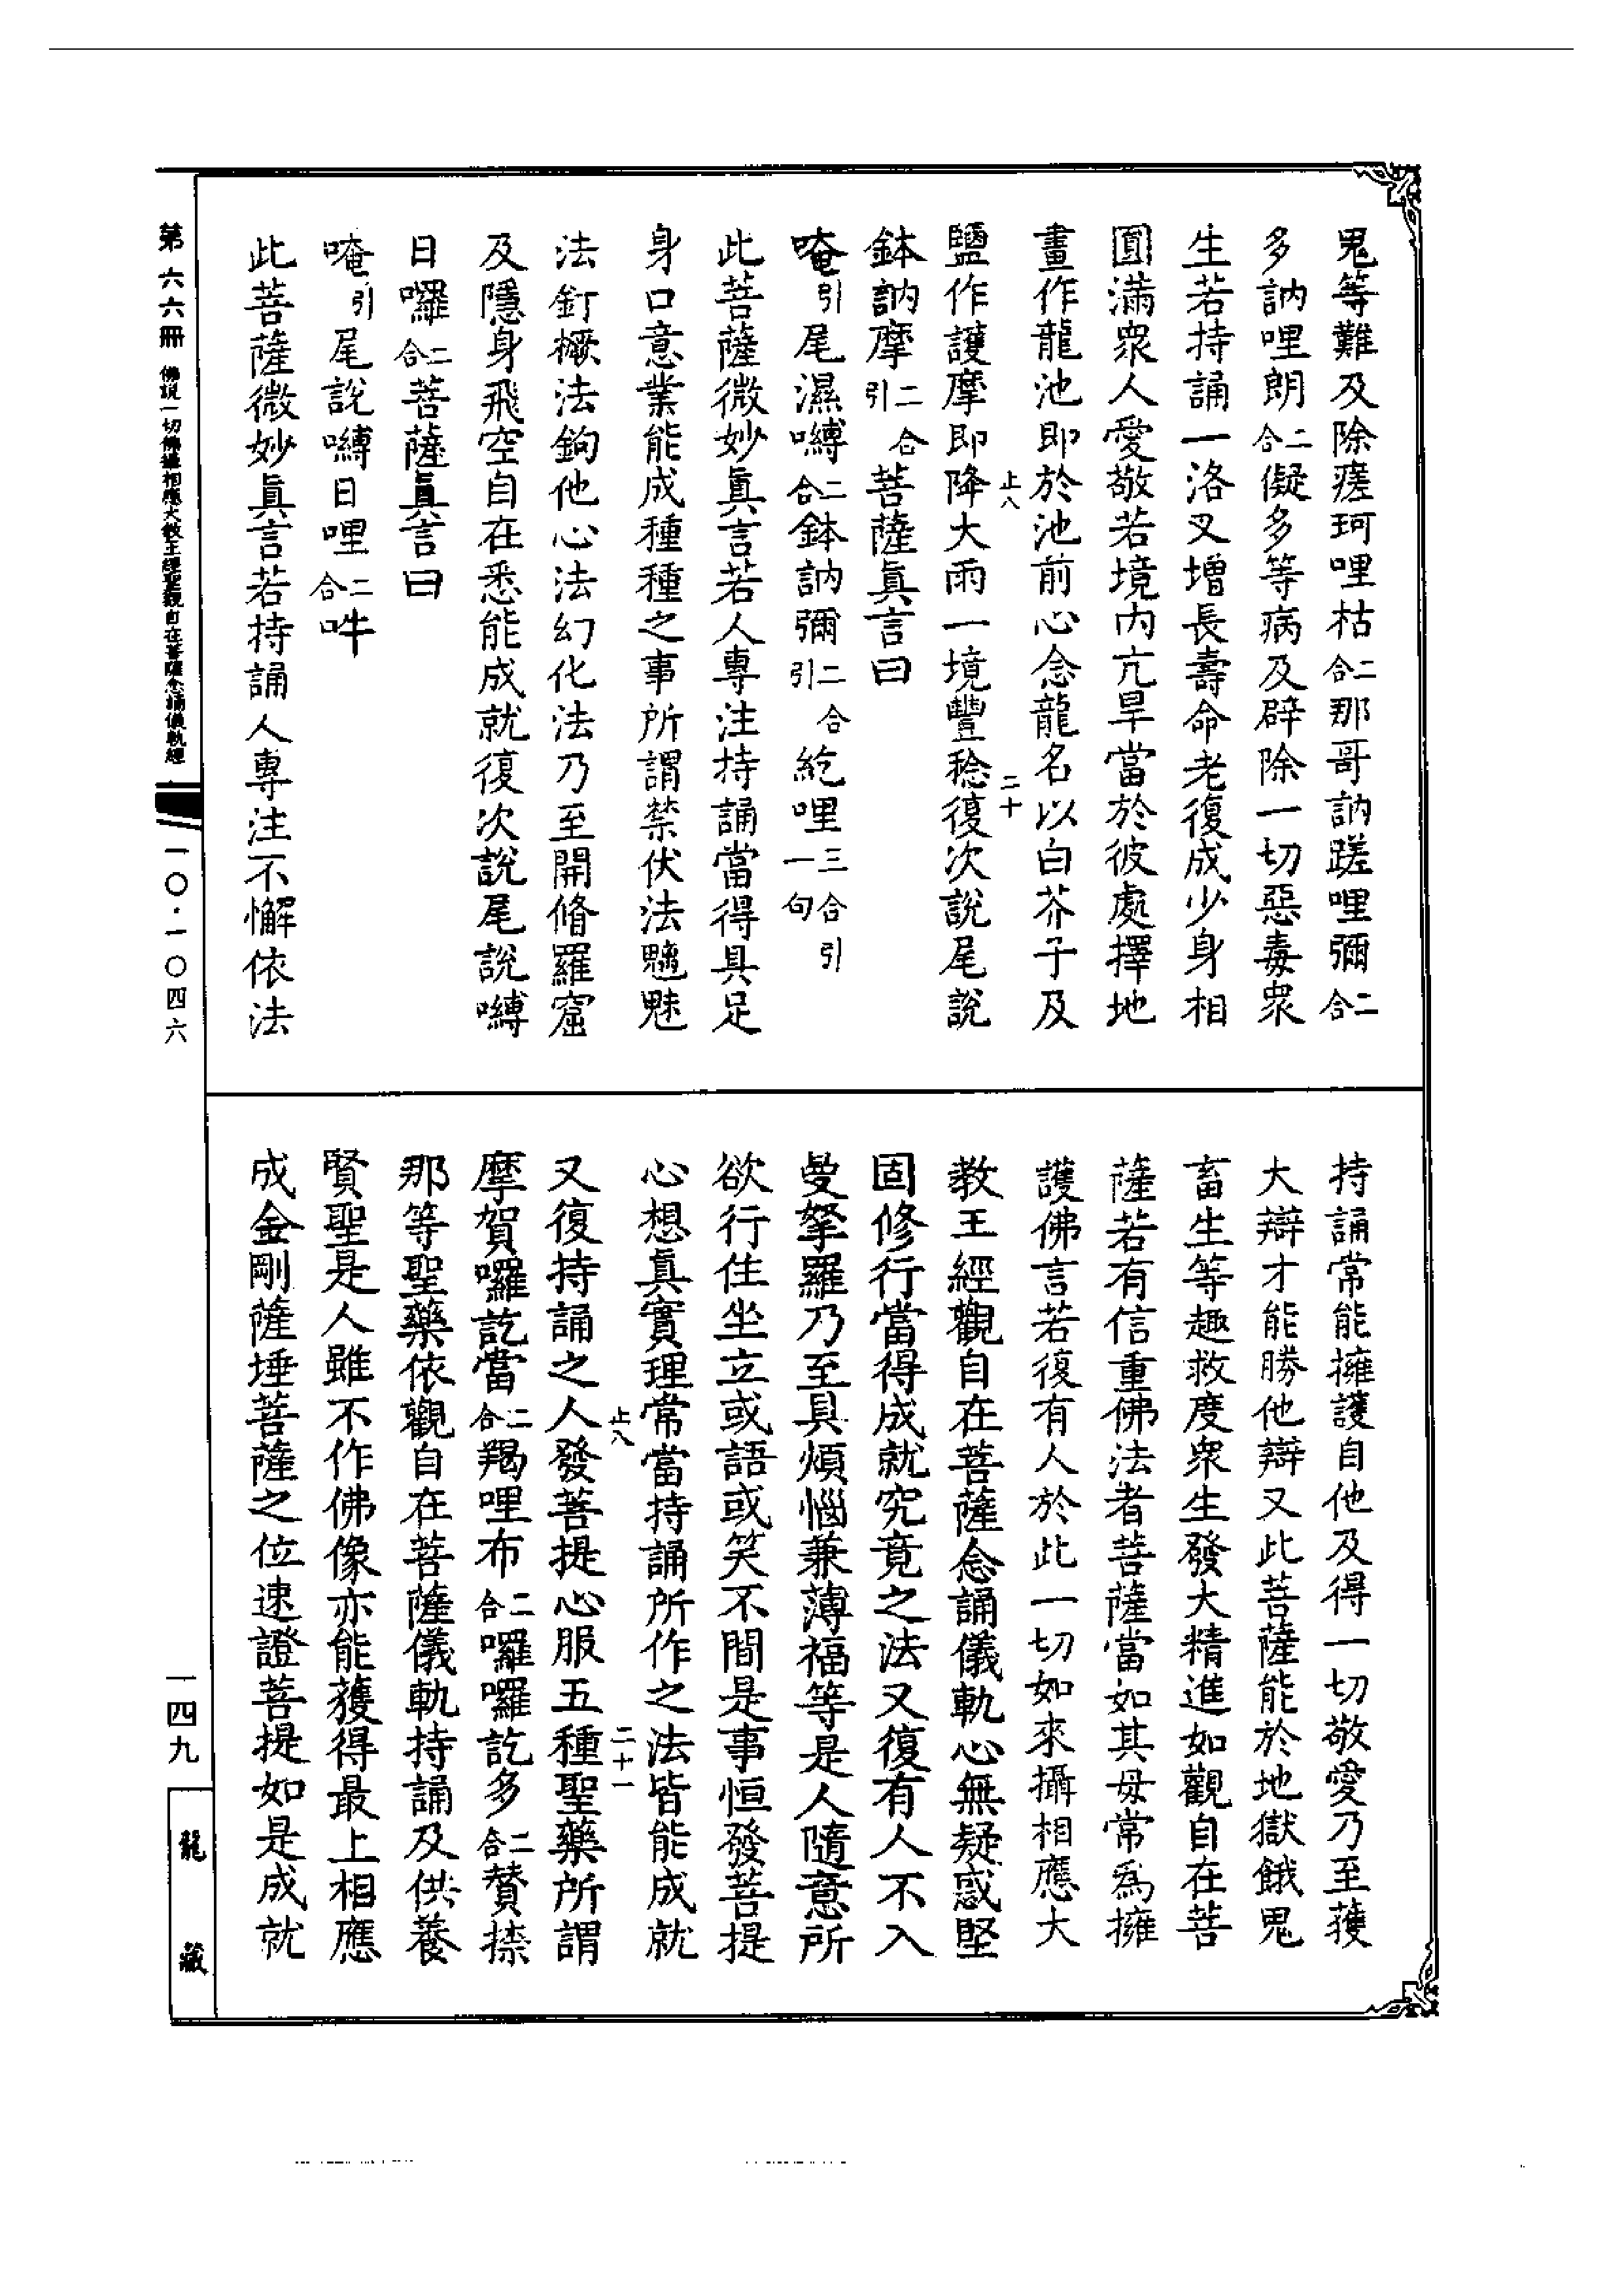 鬼等難及除瘧珂哩枯二合那哥訥蹉哩彌二合
多訥哩朗二合儗多等病及辟除一切惡毒眾
生若持誦一洛叉增長壽命老復成少身相
圓滿眾人愛敬若境內亢旱當於彼處擇地
畫作龍池即於池前心念龍名以白芥子及
止八 二十
鹽作護摩即降大雨一境豐稔復次說尾說
鉢訥摩二合引菩薩眞言曰
唵引尾濕嚩二合鉢訥彌二合引紇哩三合引一句
此菩薩微妙眞言若人專注持誦當得具足
身口意業能成種種之事所謂禁伏法魑魅
法釘橛法鉤他心法幻化法乃至開脩羅窟
及隱身飛空自在悉能成就復次說尾說嚩
日囉二合菩薩眞言曰
唵引尾說嚩日哩二合吽
此菩薩微妙眞言若持誦人專注不懈依法
持誦常能擁護自他及得一切敬愛乃至蒦
大辯才能勝他辯又此菩薩能於地獄餓鬼
畜生等趣救度眾生發大精進如觀自在菩
薩若有信重佛法者菩薩當如其母常爲擁
護佛言若復有人於此一切如來攝相應大
教王經觀自在菩薩念誦儀軌心無疑惑堅
固修行當得成就究竟之法又復有人不入
曼拏羅乃至具煩惱兼薄福等是人隨意所
欲行住坐立或語或笑不間是事恒發菩提
心想眞實理常當持誦所作之法皆能成就
止八 二十一
又復持誦之人發菩提心服五種聖藥所謂
摩賀囉訖當二合羯哩布二合囉囉訖多二合贊捺
那等聖藥依觀自在菩薩儀軌持誦及供養
賢聖是人雖不作佛像亦能蒦得最上相應
成金剛薩埵菩薩之位速證菩提如是成就
第六六冊 佛說一切佛攝相應大教王經聖觀自在菩薩念誦儀軌經
一〇·一〇四六
一四九
龍藏